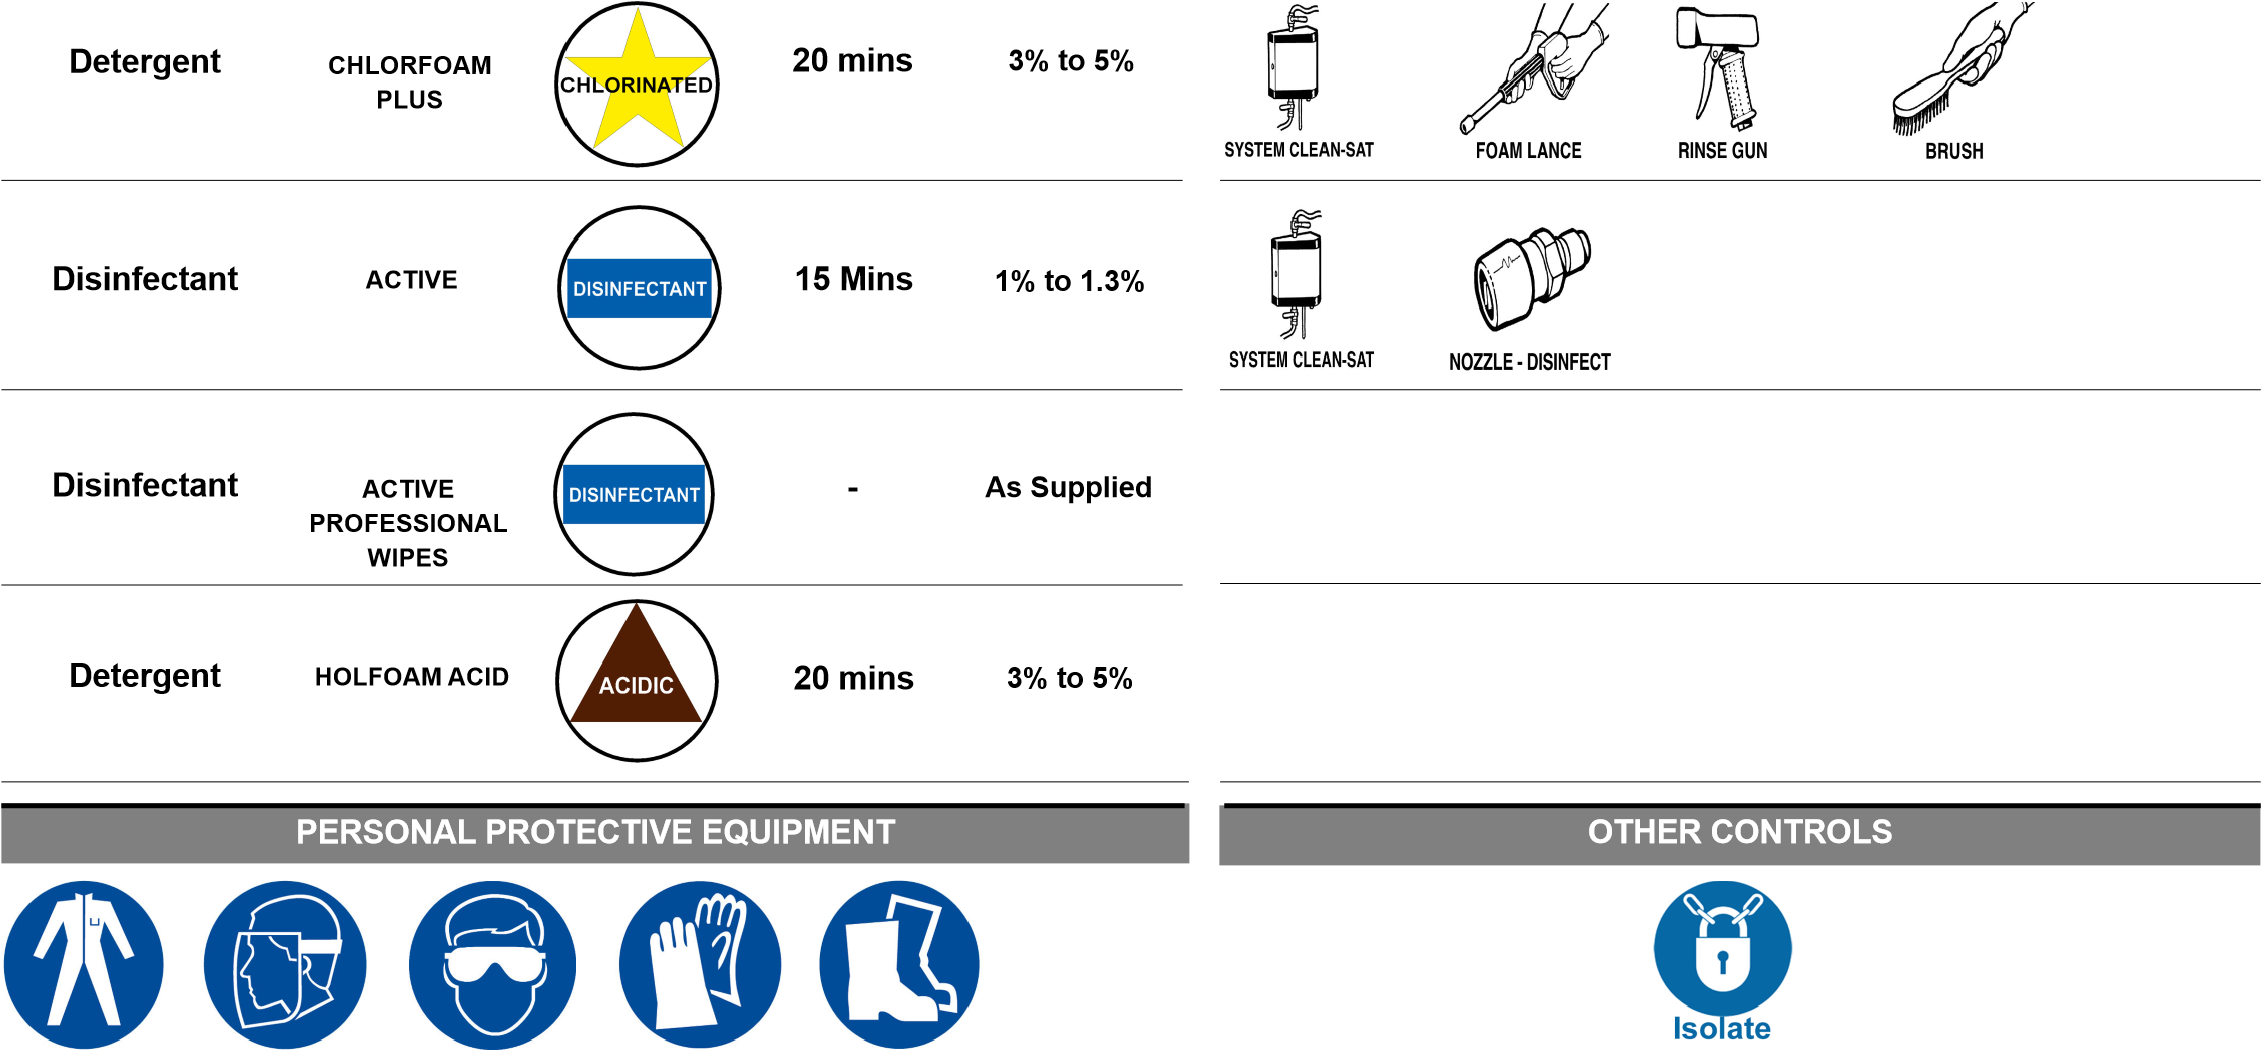 Detergent
CHLORFOAM
PLUS
CHLORINATED
20 mins
3% to 5%
SYSTEM CLEAN-SAT
FOAM LANCE
RINSE GUN
BRUSH
Disinfectant
ACTIVE
DISINFECTANT
15 Mins
1% to 1.3%
SYSTEM CLEAN-SAT
NOZZLE - DISINFECT
Disinfectant
ACTIVE
PROFESSIONAL
WIPES
DISINFECTANT
-
As Supplied
Detergent
HOLFOAM ACID
ACIDIC
20 mins
3% to 5%
PERSONAL PROTECTIVE EQUIPMENT
OTHER CONTROLS
Isolate